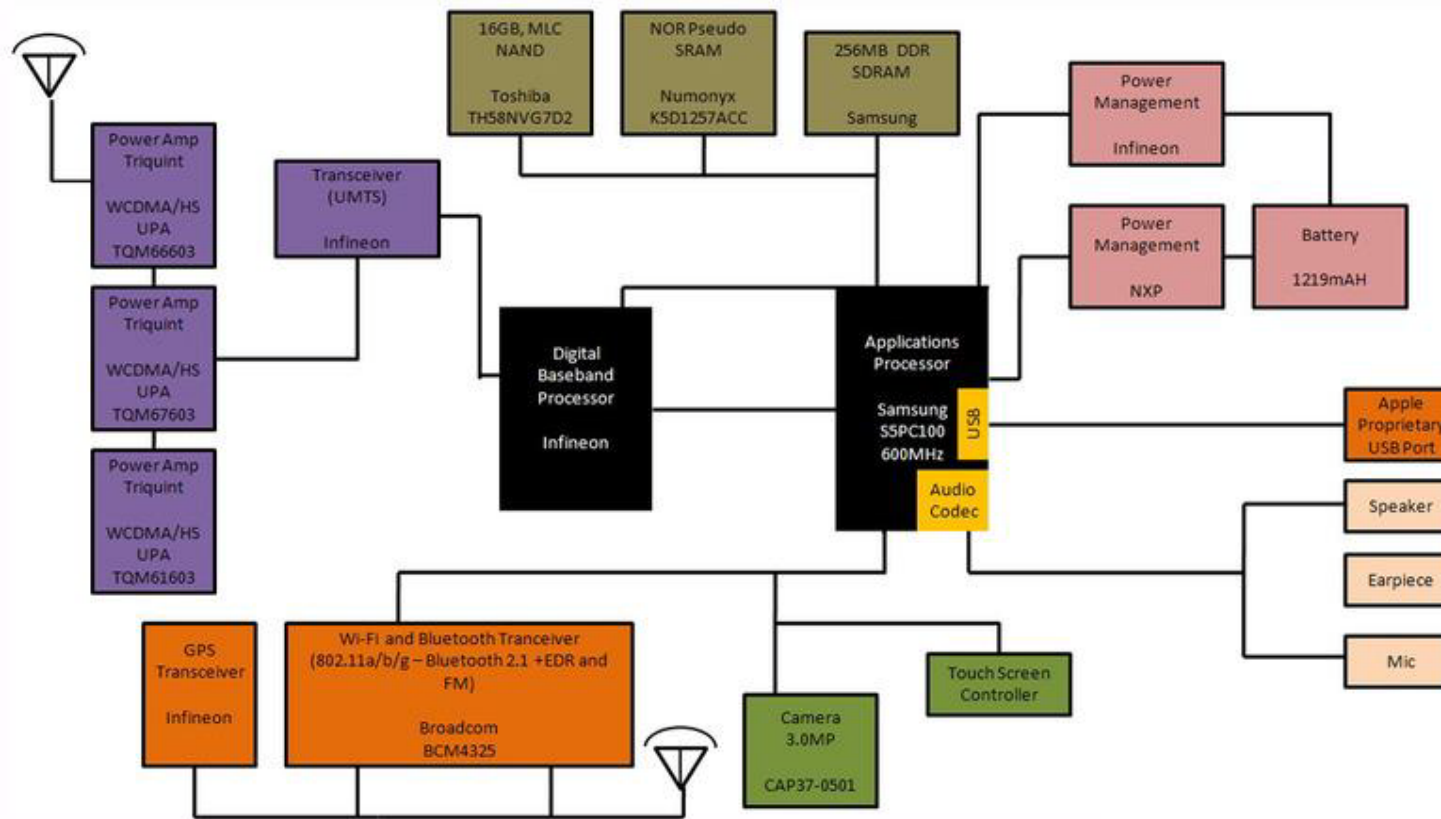 16GB, MLC
NAND
Toshiba
TH58NVG7D2
NOR Pseudo
SRAM
Numonyx
K5D1257ACC
256MB DDR
SDRAM
Samsung
Power
Management
Infineon
Power Amp
Triquint
WCDMA/HS
UPA
TQM66603
Transceiver
(UMTS)
Infineon
Power
Management
NXP
Battery
1219mAH
Power Amp
Triquint
WCDMA/HS
UPA
TQM67603
Digital
Baseband
Processor
Infineon
Applications
Processor
Samsung
S5PC100
600MHz
USB
Audio
Codec
Apple
Proprietary
USB Port
Power Amp
Triquint
WCDMA/HS
UPA
TQM61603
Speaker
Earpiece
Mic
GPS
Transceiver
Infineon
Wi-Fi and Bluetooth Tranceiver
(802.11a/b/g – Bluetooth 2.1 +EDR and
FM)
Broadcom
BCM4325
Camera
3.0MP
CAP37-0501
Touch Screen
Controller